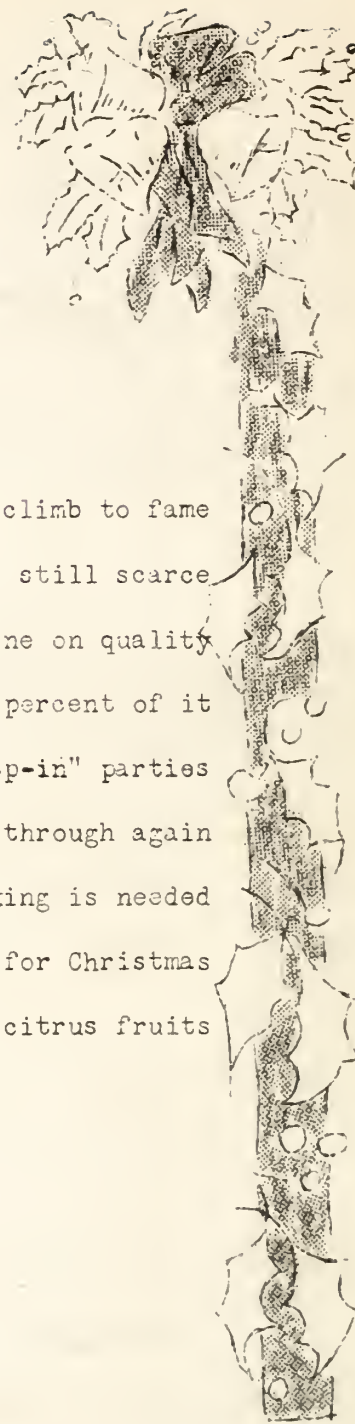 climb to fame
still scarce
ne on quality
percent of it
p-in" parties
through again
ting is needed
for Christmas
citrus fruits